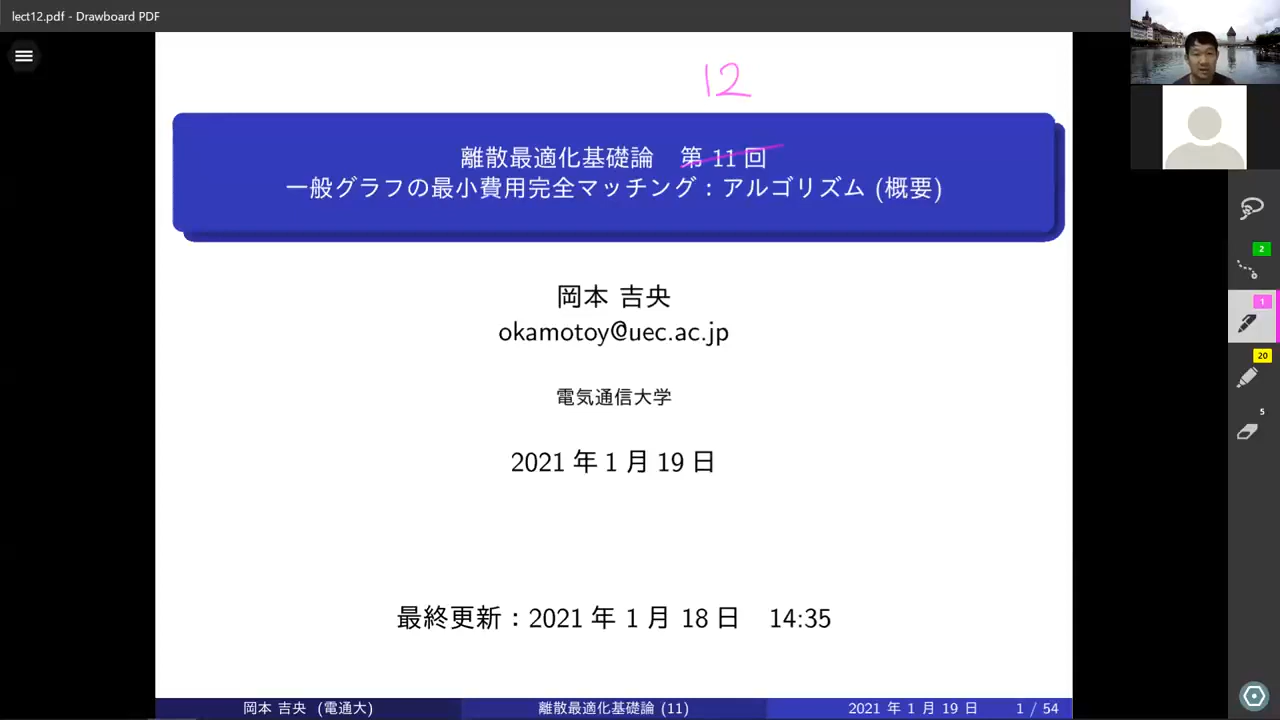 lect12.pdf - Drawboard PDF
12
離散最適化基礎論 第 11 回
一般グラフの最小費用完全マッチング：アルゴリズム (概要)
岡本 吉央
okamotoy@uec.ac.jp
電気通信大学
2021 年 1 月 19 日
最終更新：2021 年 1 月 18 日 14:35
2
1
20
5
岡本 吉央 (電通大) 離散最適化基礎論 (11) 2021 年 1 月 19 日 1 / 54